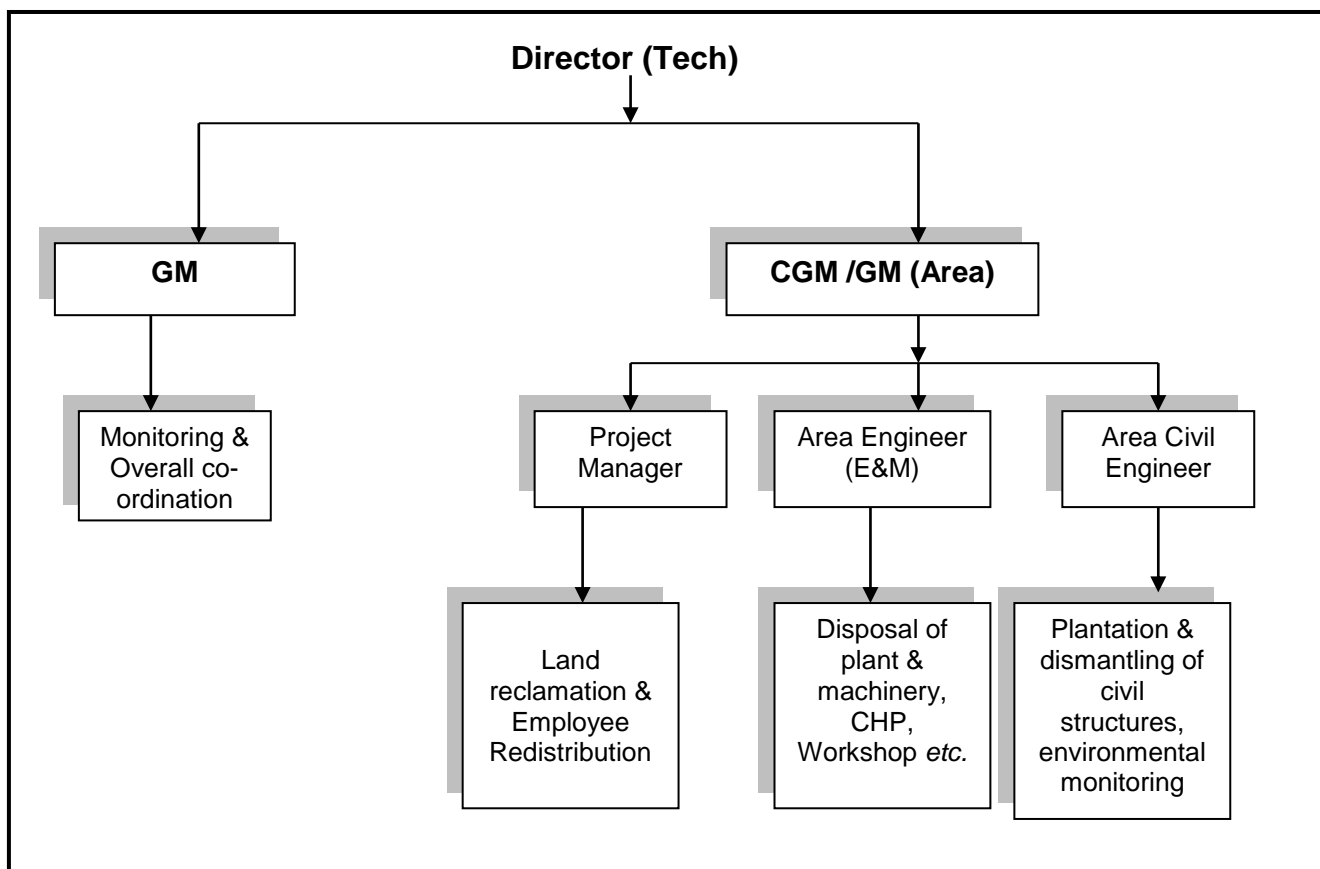 Director (Tech)
GM
CGM /GM (Area)
Monitoring &
Overall co-
ordination
Project
Manager
Area Engineer
(E&M)
Area Civil
Engineer
Land
reclamation &
Employee
Redistribution
Disposal of
plant &
machinery,
CHP,
Workshop etc.
Plantation &
dismantling of
civil
structures,
environmental
monitoring